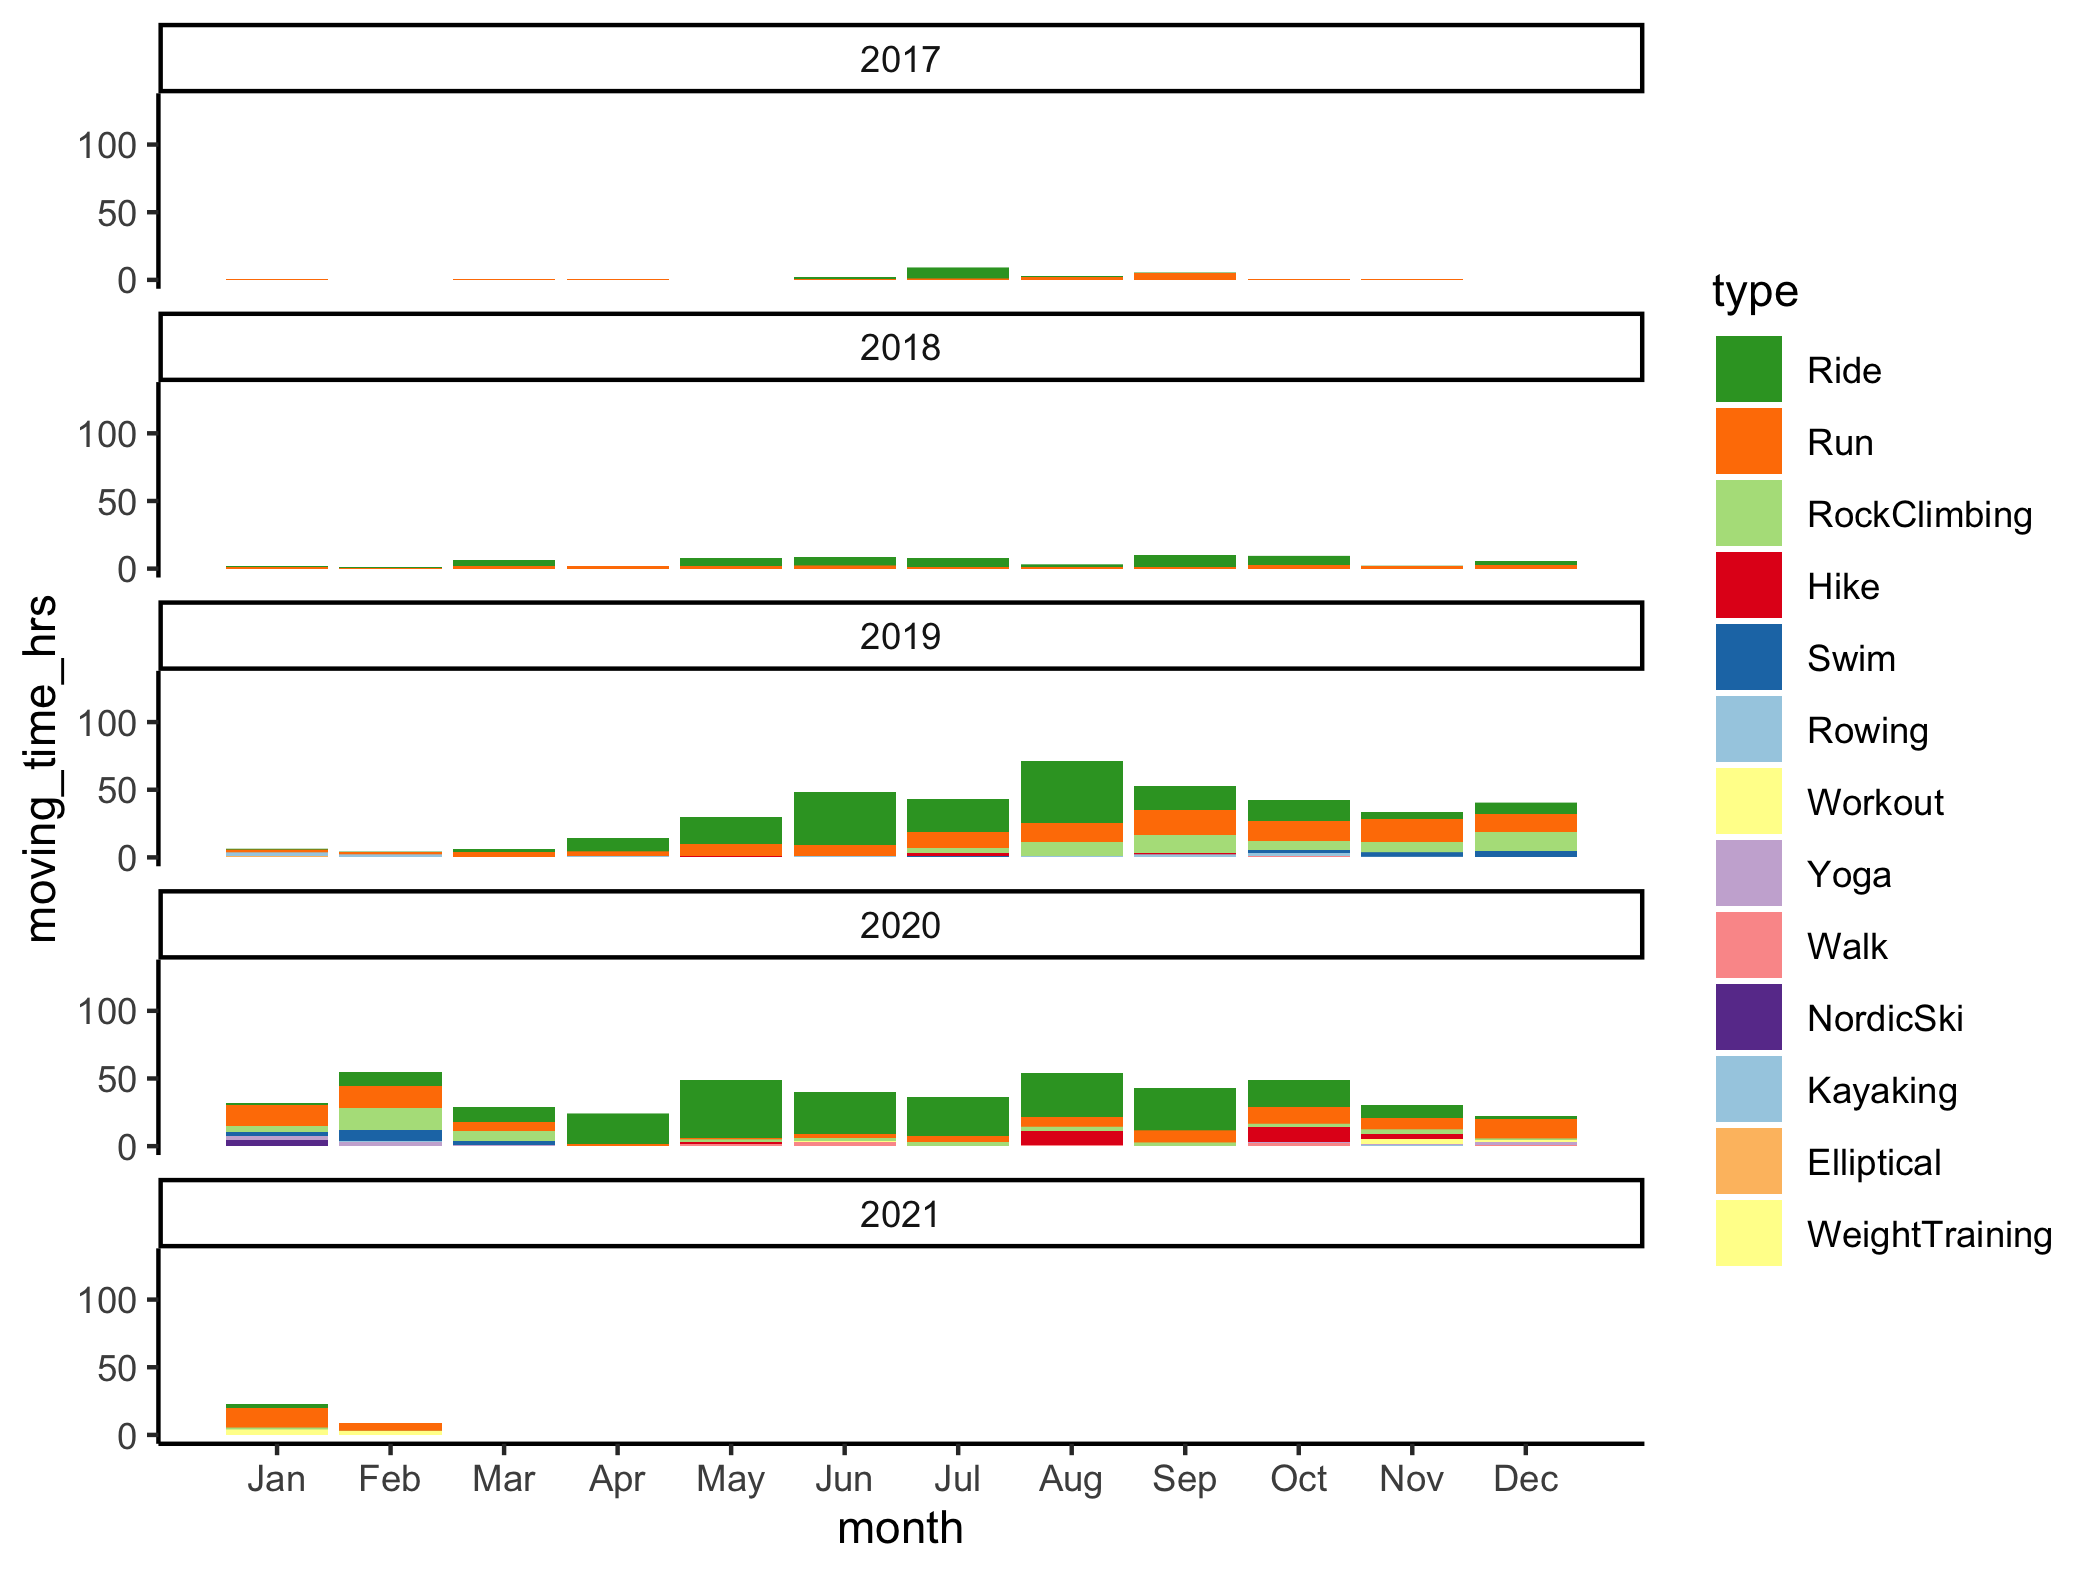 2017
100
50
0
2018
100
50
0
2019
100
50
0
2020
100
50
0
2021
100
50
0
Jan Feb Mar Apr May Jun Jul Aug Sep Oct Nov Dec
month
moving_time_hrs
type
Ride
Run
RockClimbing
Hike
Swim
Rowing
Workout
Yoga
Walk
NordicSki
Kayaking
Elliptical
WeightTraining